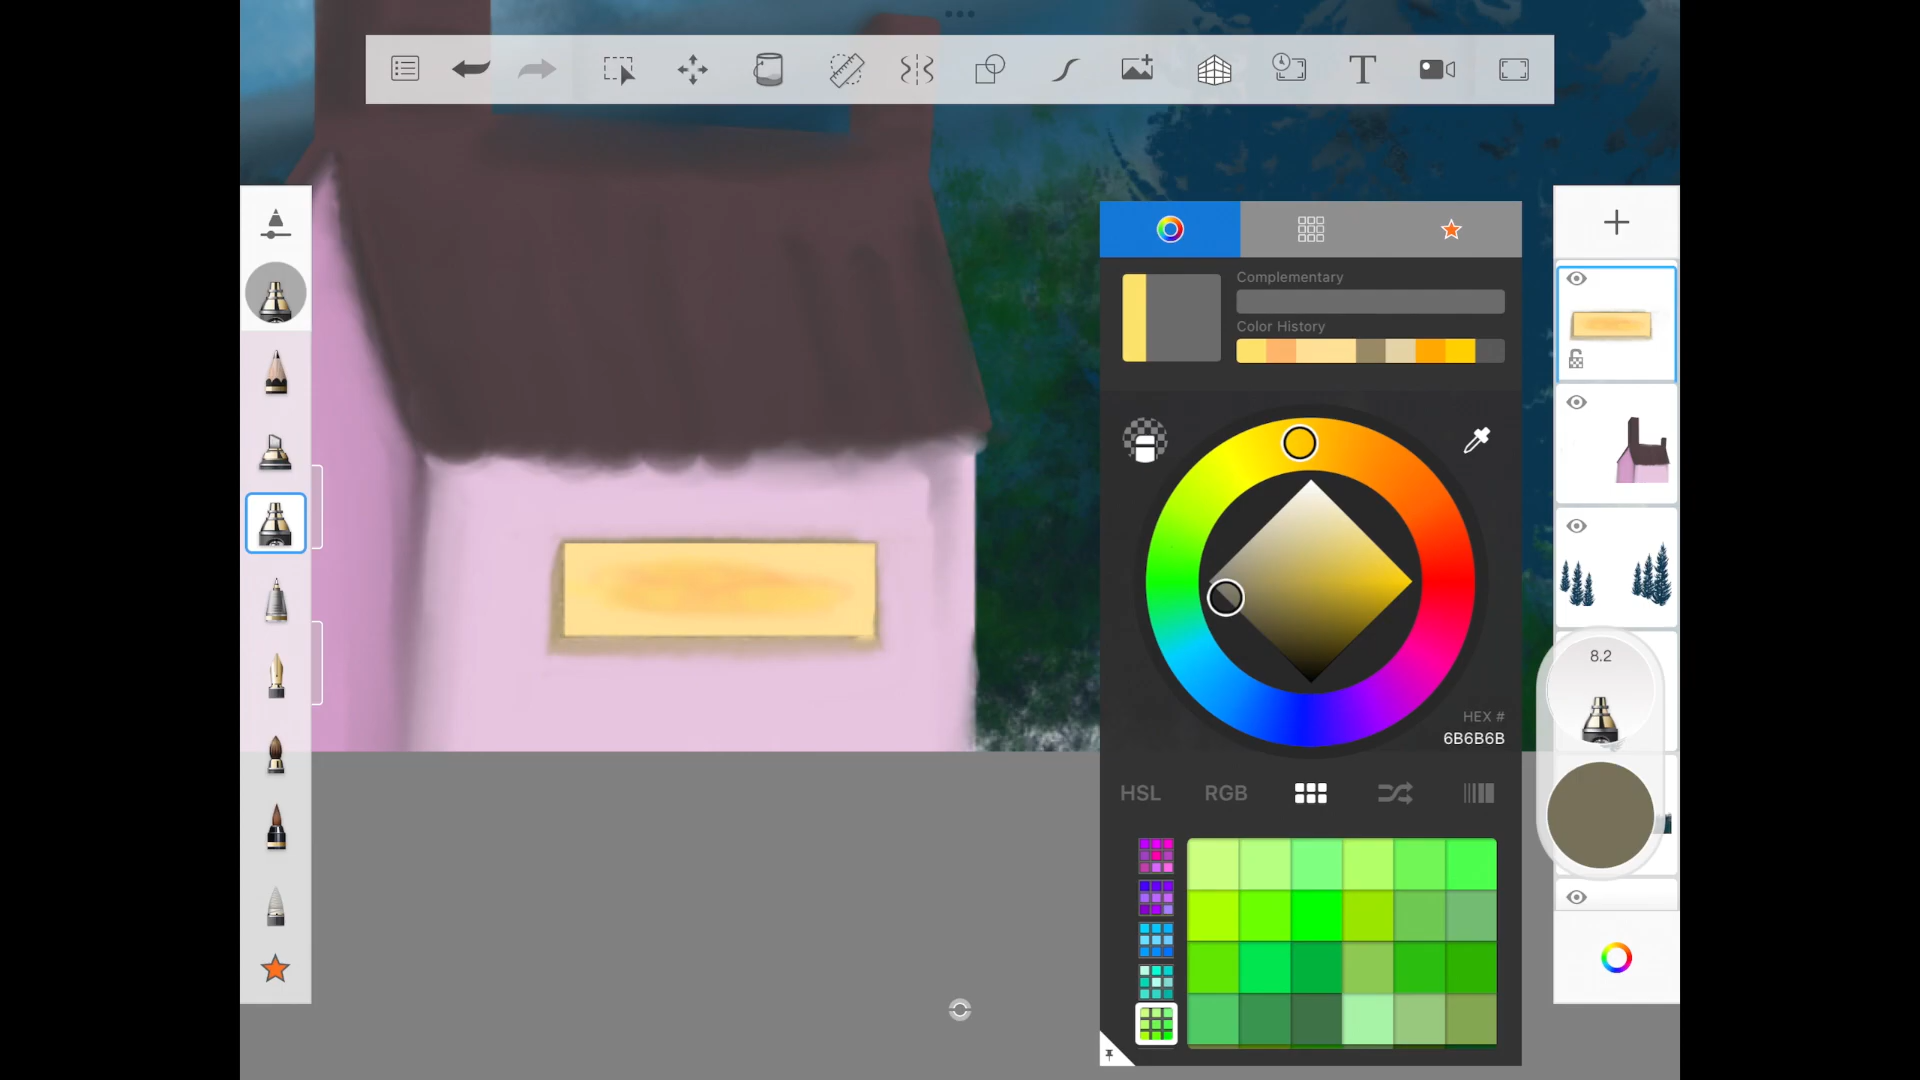 T
Complementary
Color History
8.2
HEX #
6B6B6B
HSL RGB